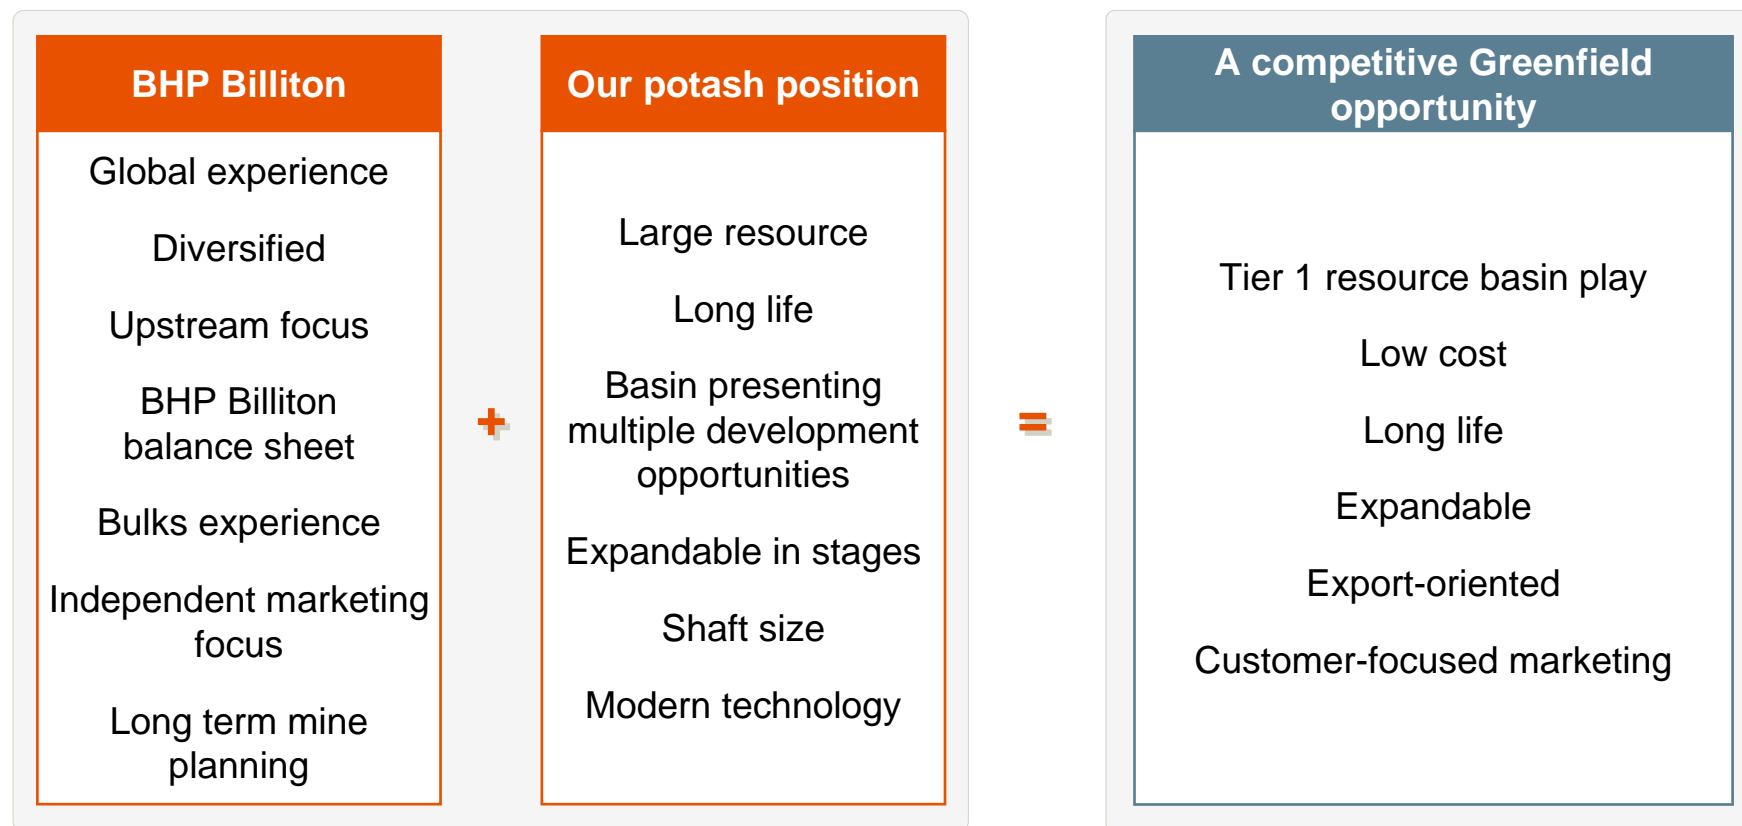 BHP Billiton
Global experience
Diversified
Upstream focus
BHP Billiton
balance sheet
Bulks experience
Independent marketing
focus
Long term mine
planning
+
Our potash position
Large resource
Long life
Basin presenting
multiple development
opportunities
Expandable in stages
Shaft size
Modern technology
=
A competitive Greenfield
opportunity
Tier 1 resource basin play
Low cost
Long life
Expandable
Export-oriented
Customer-focused marketing